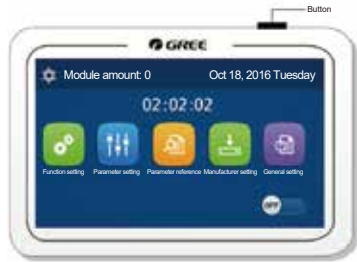 Button
GREE
Module amount: 0 Oct 18, 2016 Tuesday
02:02:02
Function setting Parameter setting Parameter reference Manufacturer setting General setting
OFF